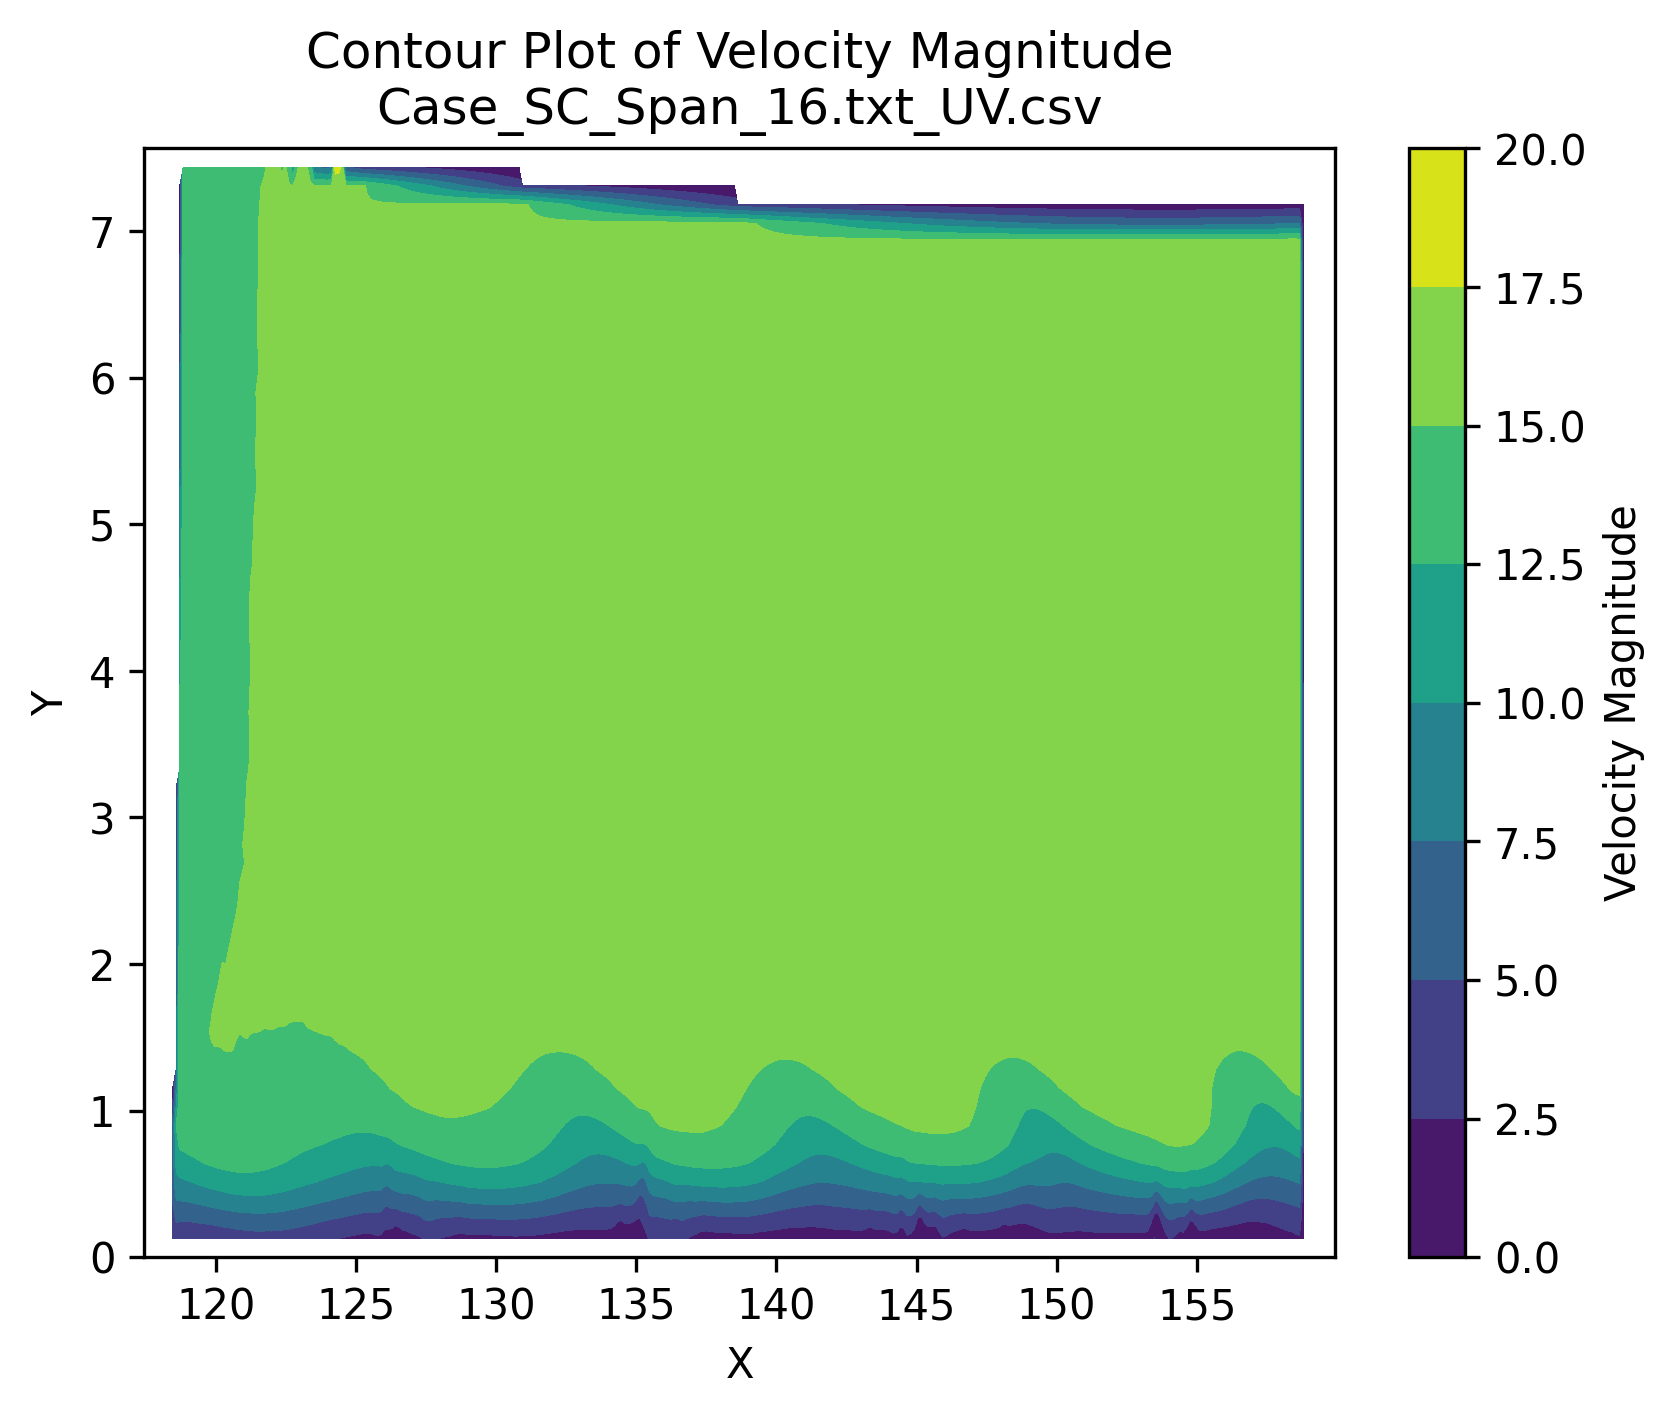 Contour Plot of Velocity Magnitude
Case_SC_Span_16.txt_UV.csv
7
6
5
4
3
2
1
0
Y
120 125 130 135 140 145 150 155
X
20.0
17.5
15.0
12.5
10.0
7.5
5.0
2.5
0.0
Velocity Magnitude